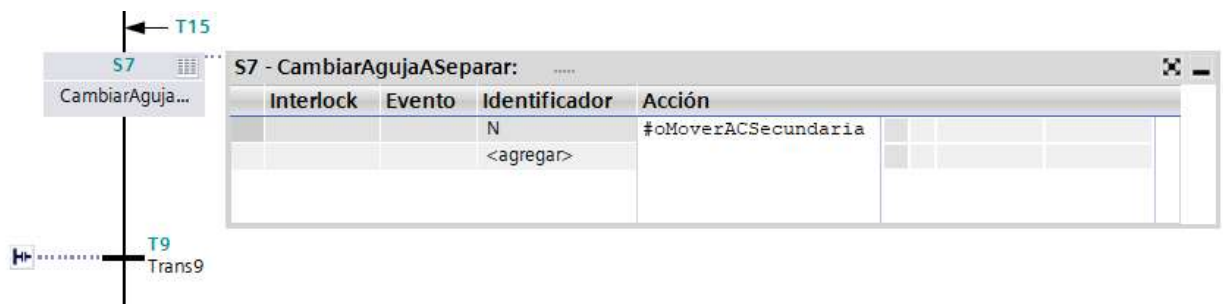 T15
S7
CambiarAguja...
S7 - CambiarAgujaASeparar:
Interlock Evento Identificador Acción
N #oMoverACSecundaria
<agregar>
T9
Trans9